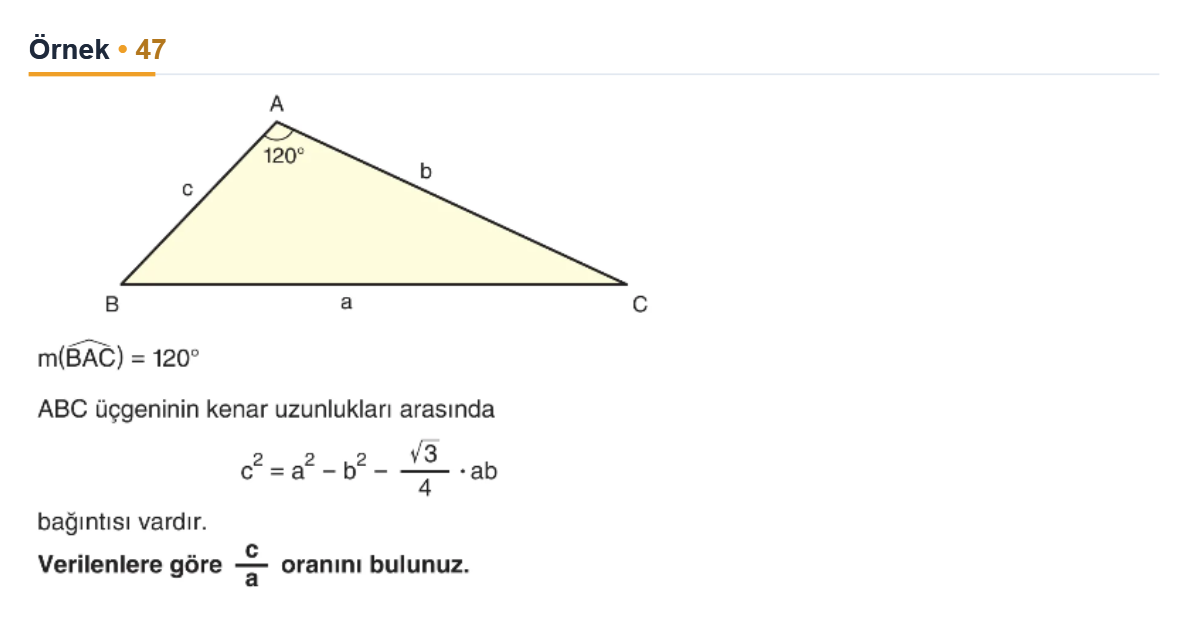 Örnek • 47
A
120°
c
b
B
a
C
m(BAC) = 120°
ABC üçgeninin kenar uzunlukları arasında
c² = a² − b² − √3/4 · ab
bağıntısı vardır.
Verilenlere göre c/a oranını bulunuz.